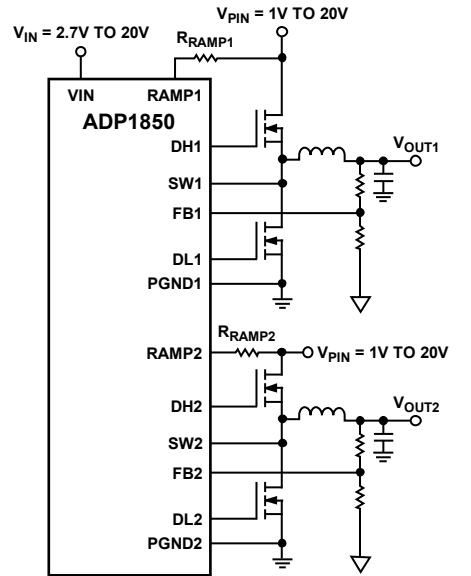 V_PIN = 1V TO 20V
V_IN = 2.7V TO 20V
R_RAMP1
VIN
RAMP1
ADP1850
DH1
V_OUT1
SW1
FB1
DL1
PGND1
R_RAMP2
RAMP2
V_PIN = 1V TO 20V
DH2
V_OUT2
SW2
FB2
DL2
PGND2